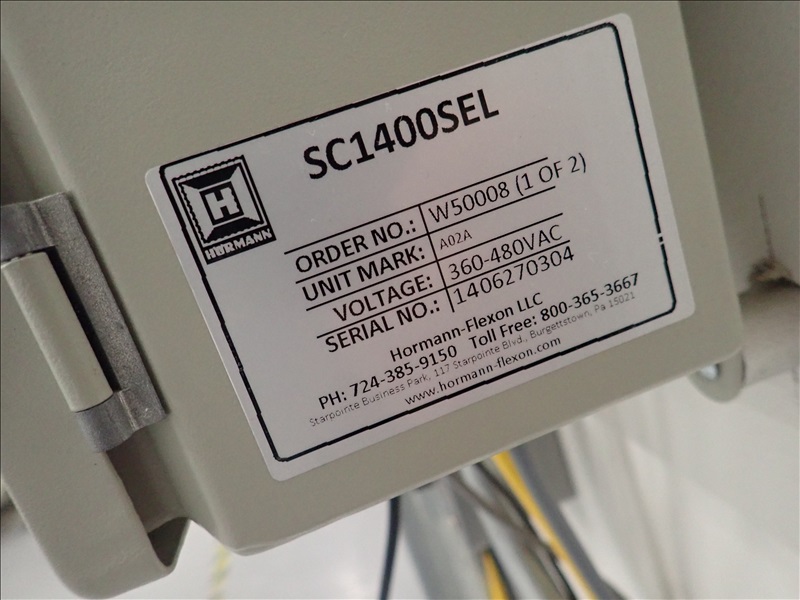 SC1400SEL
H
HÖRMANN
ORDER NO.: W50008 (1 OF 2)
UNIT MARK: A02A
VOLTAGE: 360-480VAC
SERIAL NO.: 1406270304
Hormann-Flexon LLC
PH: 724-385-9150 Toll Free: 800-365-3667
Starpointe Business Park, 117 Starpointe Blvd., Burgettstown, Pa 15021
www.hormann-flexon.com